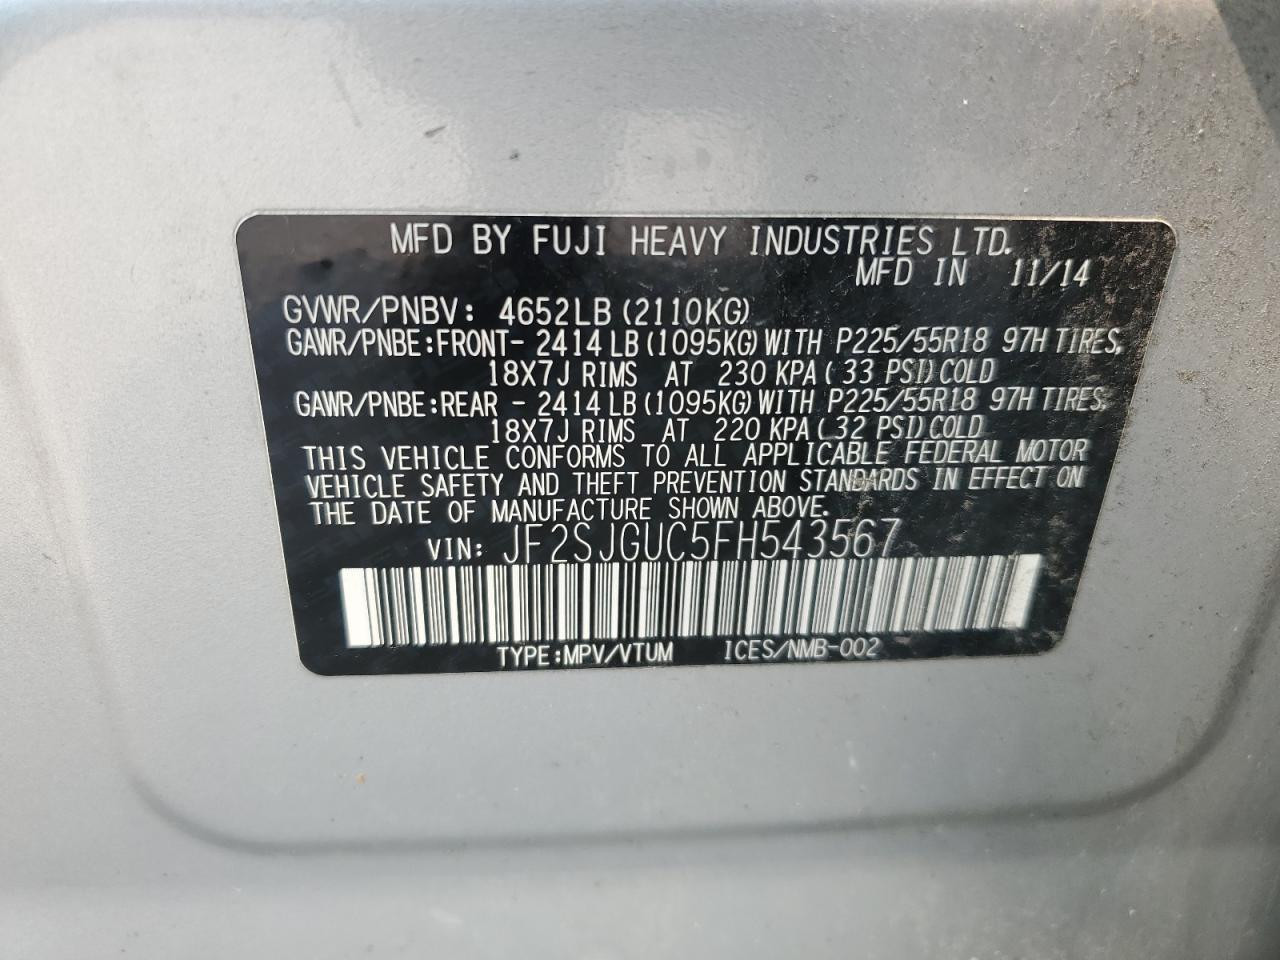 MFD BY FUJI HEAVY INDUSTRIES LTD.
MFD IN 11/14
GVWR/PNBV: 4652LB (2110KG)
GAWR/PNBE:FRONT- 2414 LB (1095KG) WITH P225/55R18 97H TIRES,
18X7J RIMS AT 230 KPA ( 33 PSI) COLD
GAWR/PNBE:REAR - 2414 LB (1095KG) WITH P225/55R18 97H TIRES,
18X7J RIMS AT 220 KPA ( 32 PSI) COLD
THIS VEHICLE CONFORMS TO ALL APPLICABLE FEDERAL MOTOR
VEHICLE SAFETY AND THEFT PREVENTION STANDARDS IN EFFECT ON
THE DATE OF MANUFACTURE SHOWN ABOVE.
VIN: JF2SJGUC5FH543567
TYPE:MPV/VTUM ICES/NMB-002